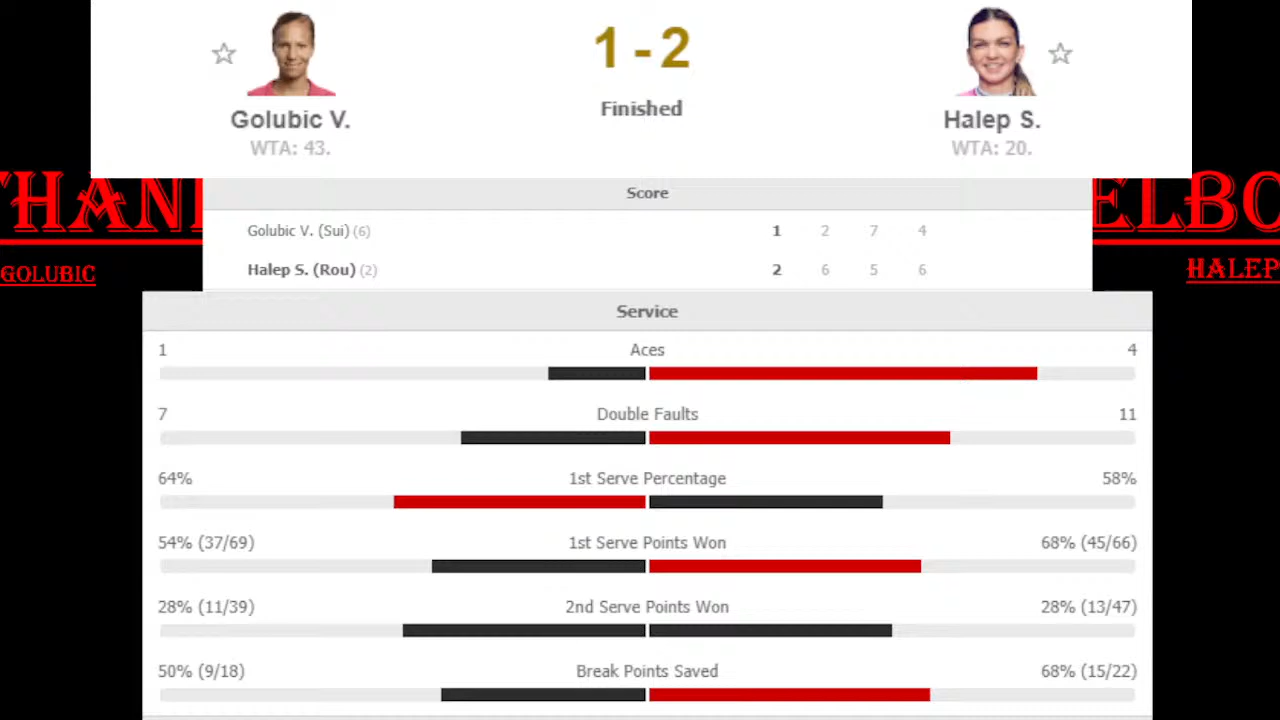 1 - 2
Finished
Golubic V.
WTA: 43.
Halep S.
WTA: 20.
Score
Golubic V. (Sui) (6) 1 2 7 4
Halep S. (Rou) (2) 2 6 5 6
GOLUBIC
HALEP
Service
1 Aces 4
7 Double Faults 11
64% 1st Serve Percentage 58%
54% (37/69) 1st Serve Points Won 68% (45/66)
28% (11/39) 2nd Serve Points Won 28% (13/47)
50% (9/18) Break Points Saved 68% (15/22)